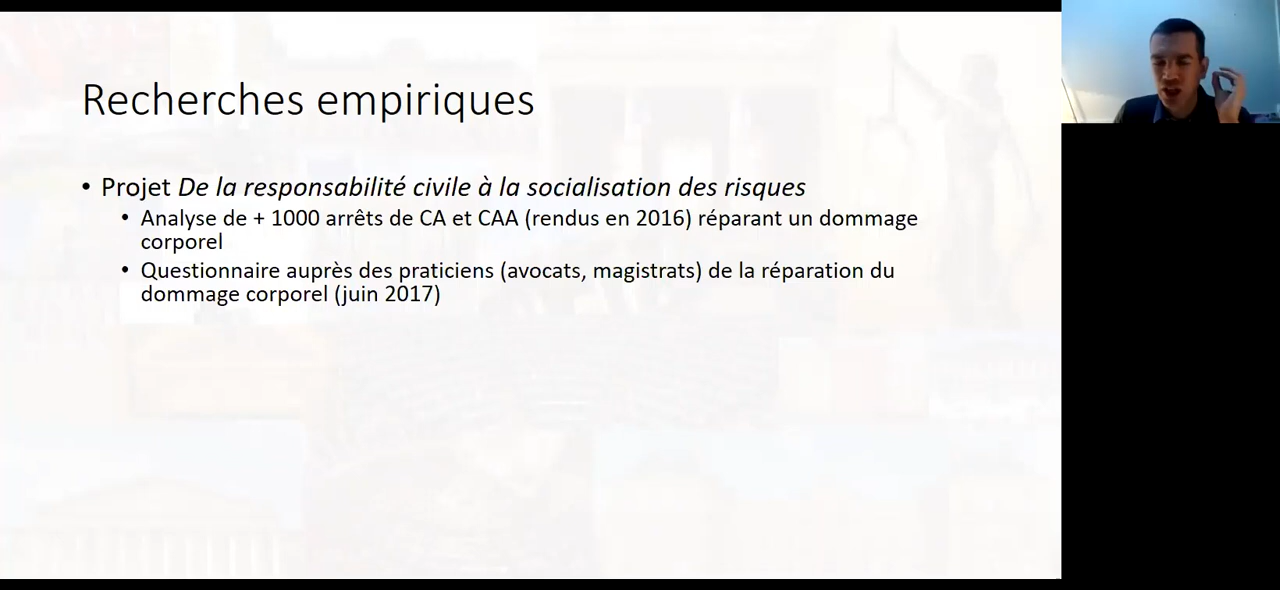 Recherches empiriques
• Projet De la responsabilité civile à la socialisation des risques
• Analyse de + 1000 arrêts de CA et CAA (rendus en 2016) réparant un dommage
corporel
• Questionnaire auprès des praticiens (avocats, magistrats) de la réparation du
dommage corporel (juin 2017)